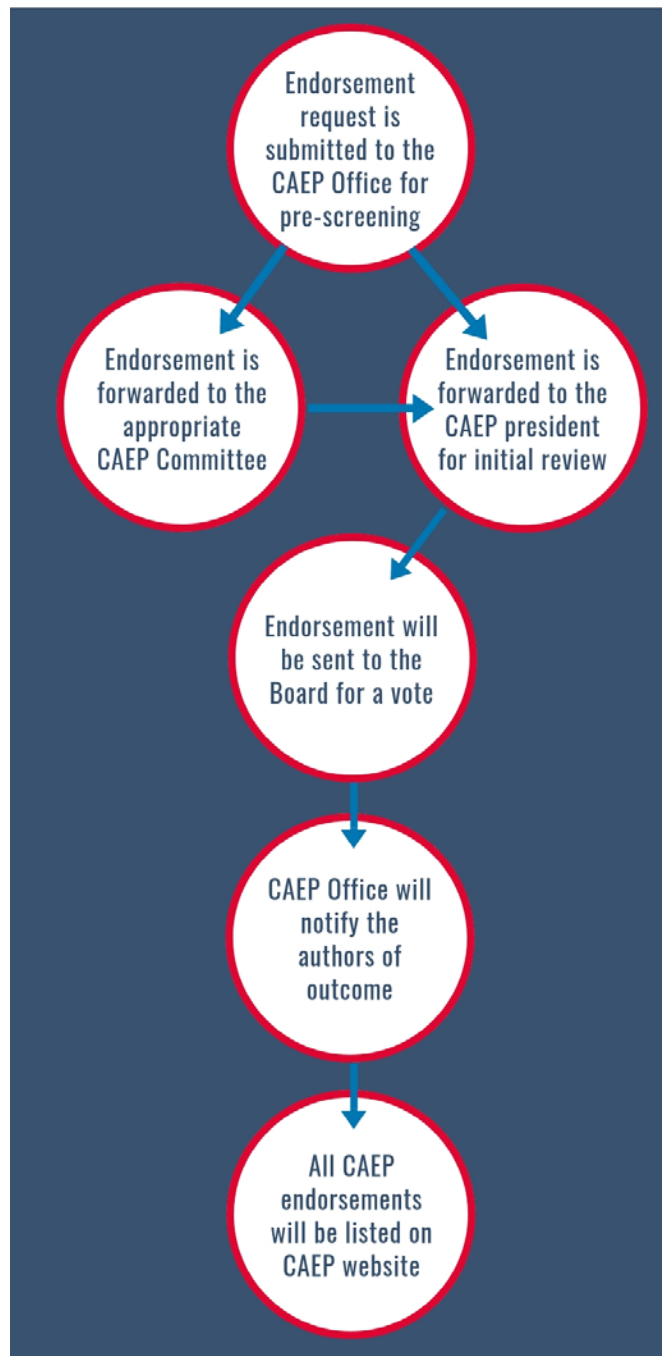 Endorsement
request is
submitted to the
CAEP Office for
pre-screening
Endorsement is
forwarded to the
appropriate
CAEP Committee
Endorsement is
forwarded to the
CAEP president
for initial review
Endorsement will
be sent to the
Board for a vote
CAEP Office will
notify the
authors of
outcome
All CAEP
endorsements
will be listed on
CAEP website